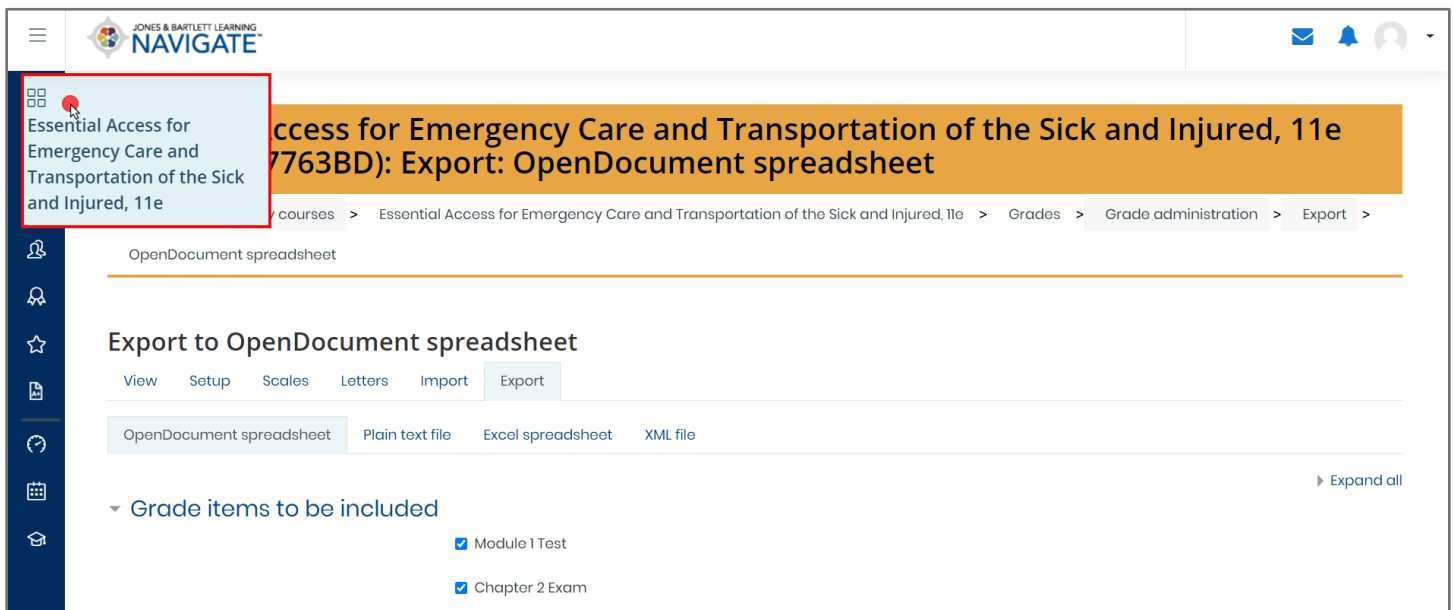 JONES & BARTLETT LEARNING
NAVIGATE™
Essential Access for
Emergency Care and
Transportation of the Sick
and Injured, 11e
ccess for Emergency Care and Transportation of the Sick and Injured, 11e
7763BD): Export: OpenDocument spreadsheet
courses > Essential Access for Emergency Care and Transportation of the Sick and Injured, 11e > Grades > Grade administration > Export >
OpenDocument spreadsheet
Export to OpenDocument spreadsheet
View Setup Scales Letters Import Export
OpenDocument spreadsheet Plain text file Excel spreadsheet XML file
Expand all
Grade items to be included
Module 1 Test
Chapter 2 Exam